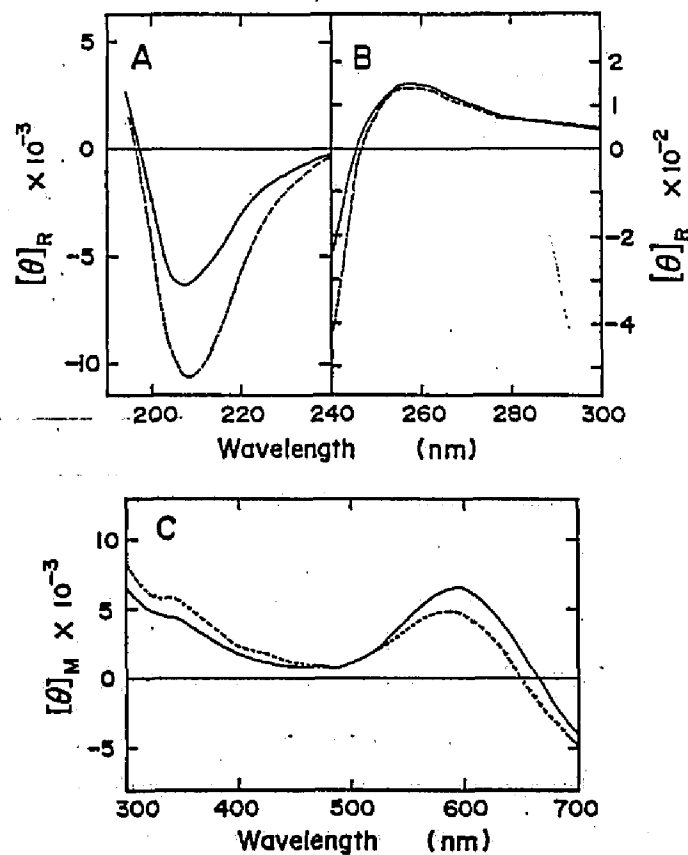 A
B
5
0
-5
-10
[θ]R × 10⁻³
2
1
0
-2
-4
[θ]R × 10⁻²
200 220 240 260 280 300
Wavelength (nm)
C
10
5
0
-5
[θ]M × 10⁻³
300 400 500 600 700
Wavelength (nm)